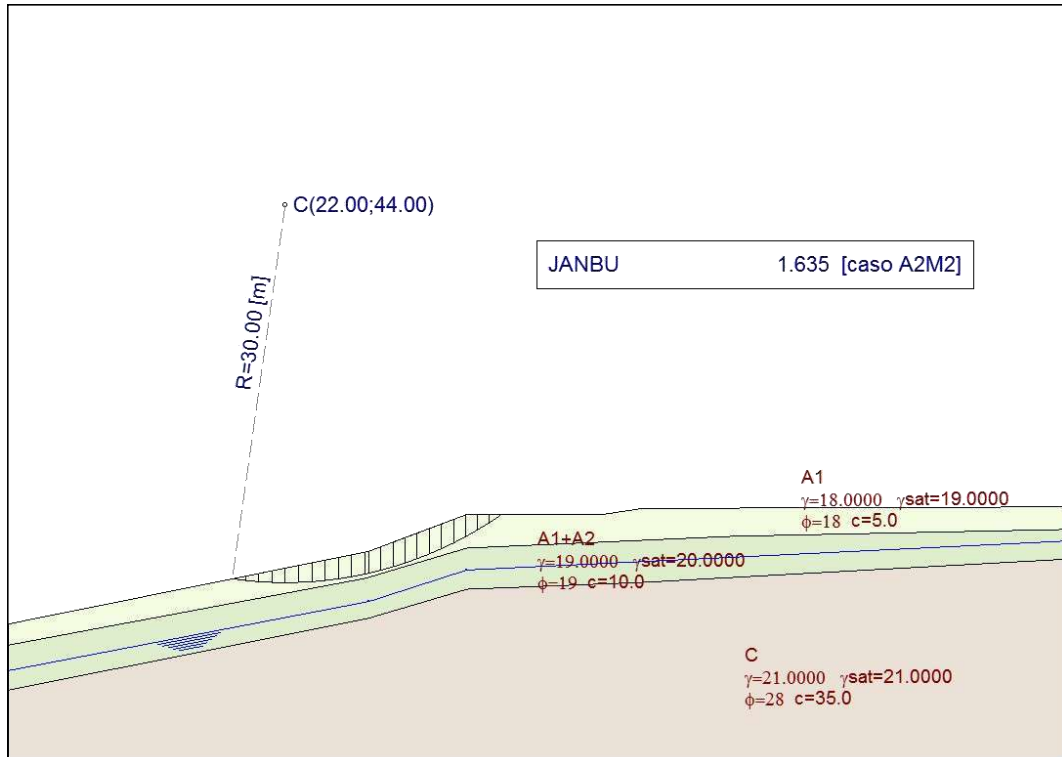 C(22.00;44.00)
R=30.00 [m]
JANBU 1.635 [caso A2M2]
A1
γ=18.0000 γsat=19.0000
ϕ=18 c=5.0
A1+A2
γ=19.0000 γsat=20.0000
ϕ=19 c=10.0
C
γ=21.0000 γsat=21.0000
ϕ=28 c=35.0